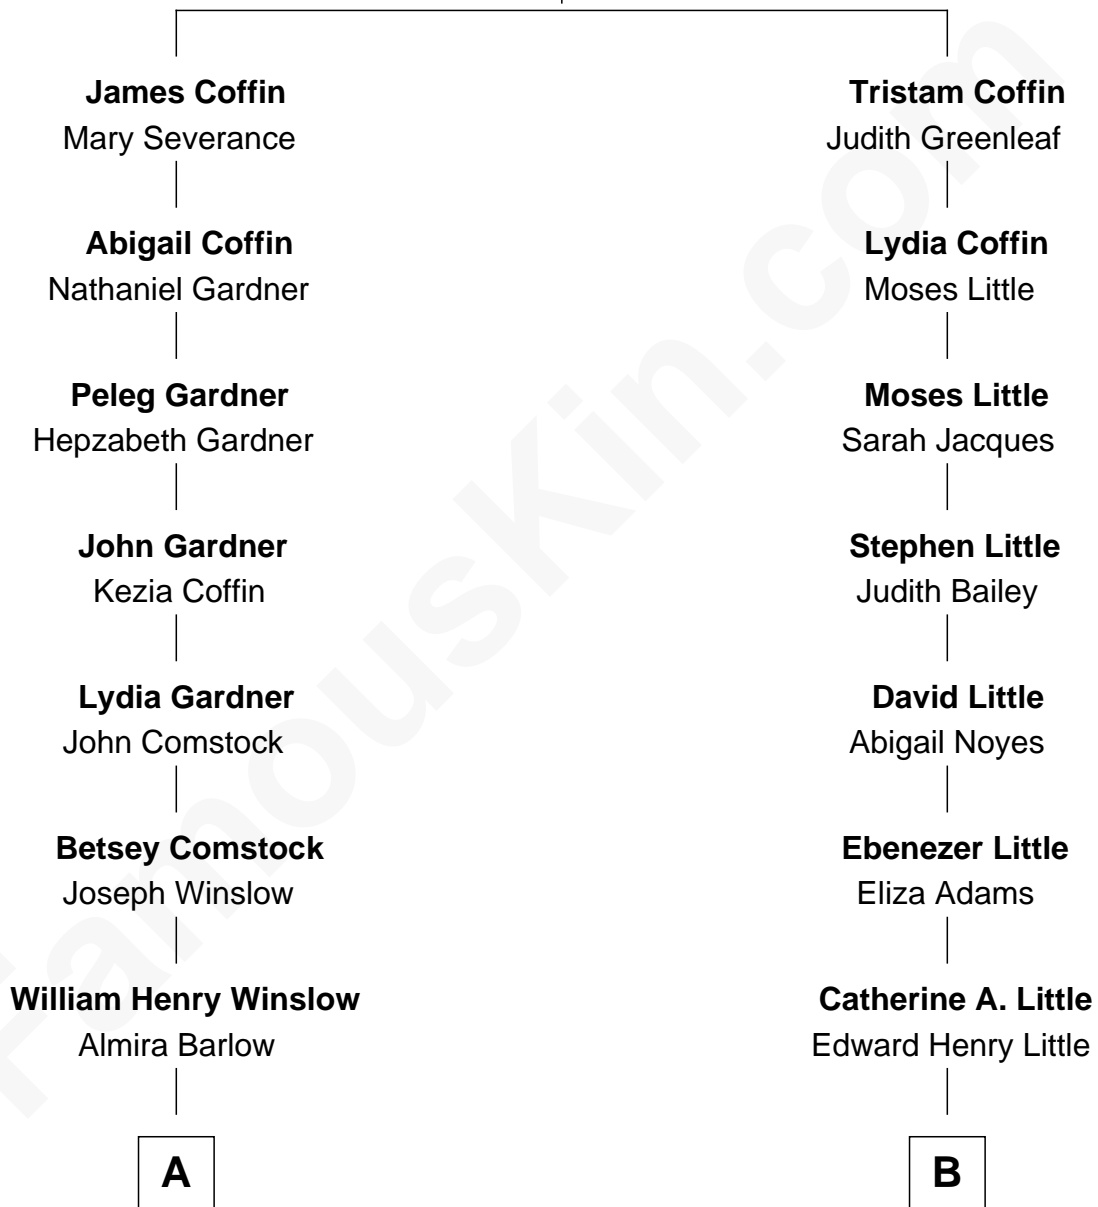 James Coffin
Mary Severance
Abigail Coffin
Nathaniel Gardner
Peleg Gardner
Hepzabeth Gardner
John Gardner
Kezia Coffin
Lydia Gardner
John Comstock
Betsey Comstock
Joseph Winslow
William Henry Winslow
Almira Barlow
A
Tristam Coffin
Judith Greenleaf
Lydia Coffin
Moses Little
Moses Little
Sarah Jacques
Stephen Little
Judith Bailey
David Little
Abigail Noyes
Ebenezer Little
Eliza Adams
Catherine A. Little
Edward Henry Little
B
FamousKin.com